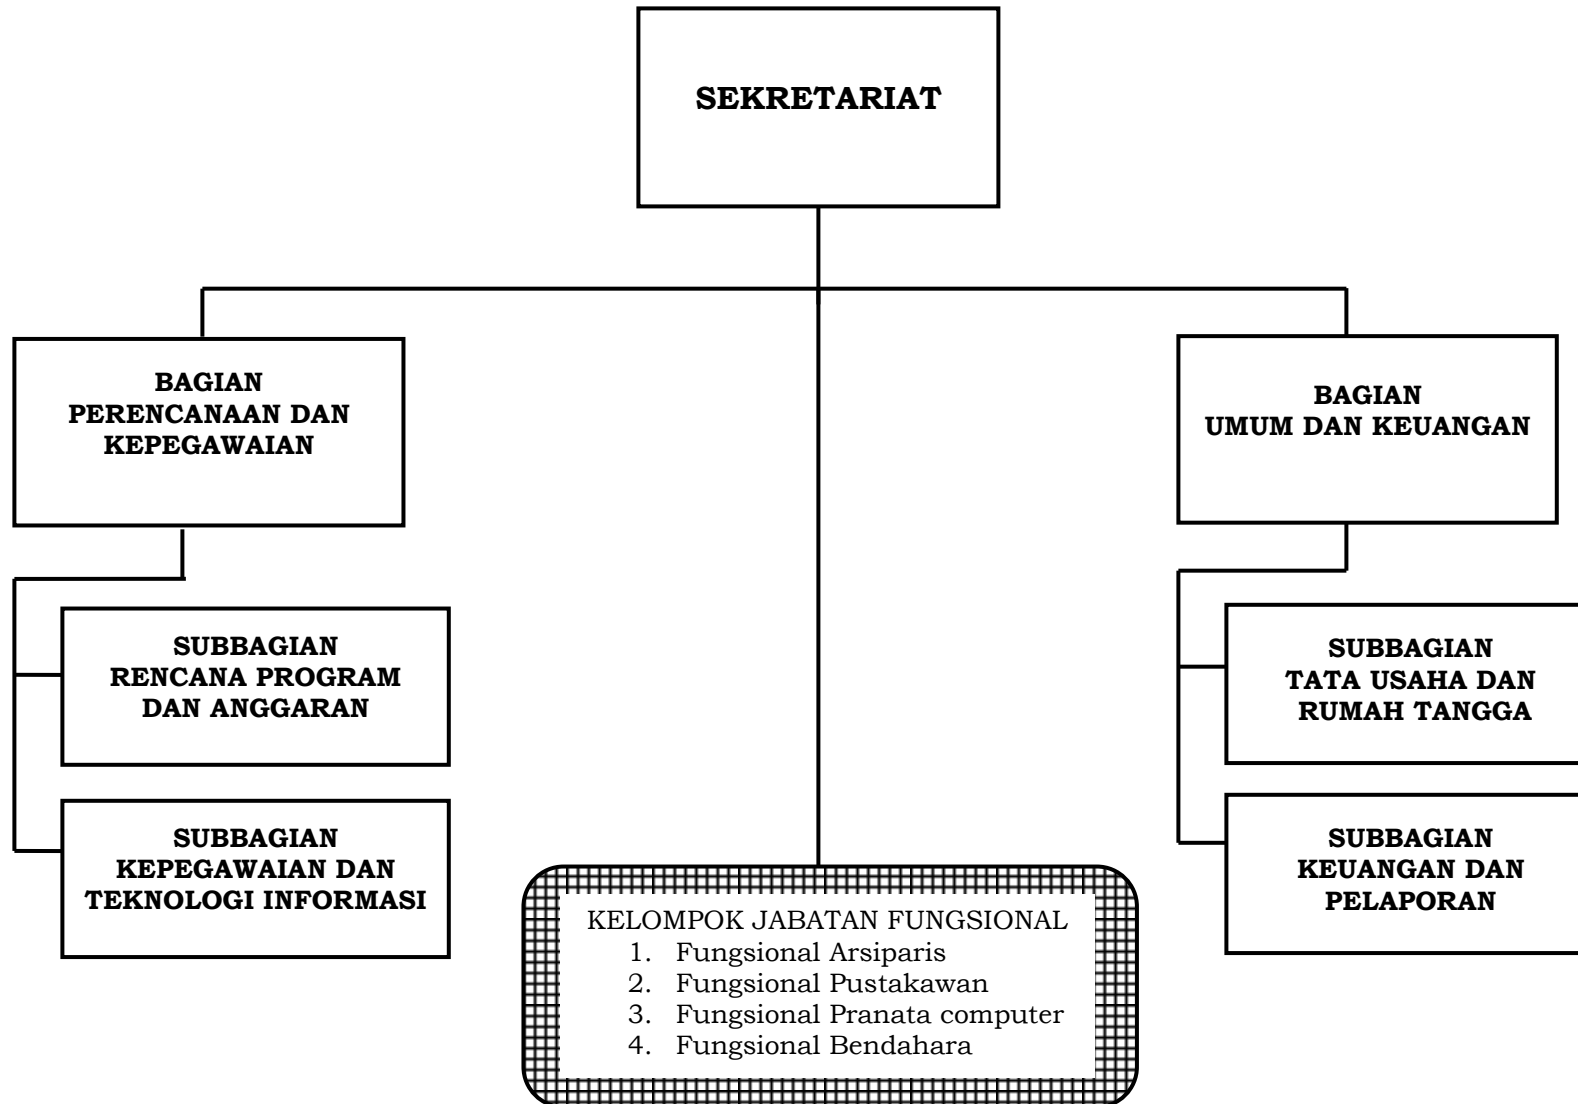 SEKRETARIAT
BAGIAN
PERENCANAAN DAN
KEPEGAWAIAN
BAGIAN
UMUM DAN KEUANGAN
SUBBAGIAN
RENCANA PROGRAM
DAN ANGGARAN
SUBBAGIAN
TATA USAHA DAN
RUMAH TANGGA
SUBBAGIAN
KEPEGAWAIAN DAN
TEKNOLOGI INFORMASI
SUBBAGIAN
KEUANGAN DAN
PELAPORAN
KELOMPOK JABATAN FUNGSIONAL
1. Fungsional Arsiparis
2. Fungsional Pustakawan
3. Fungsional Pranata computer
4. Fungsional Bendahara